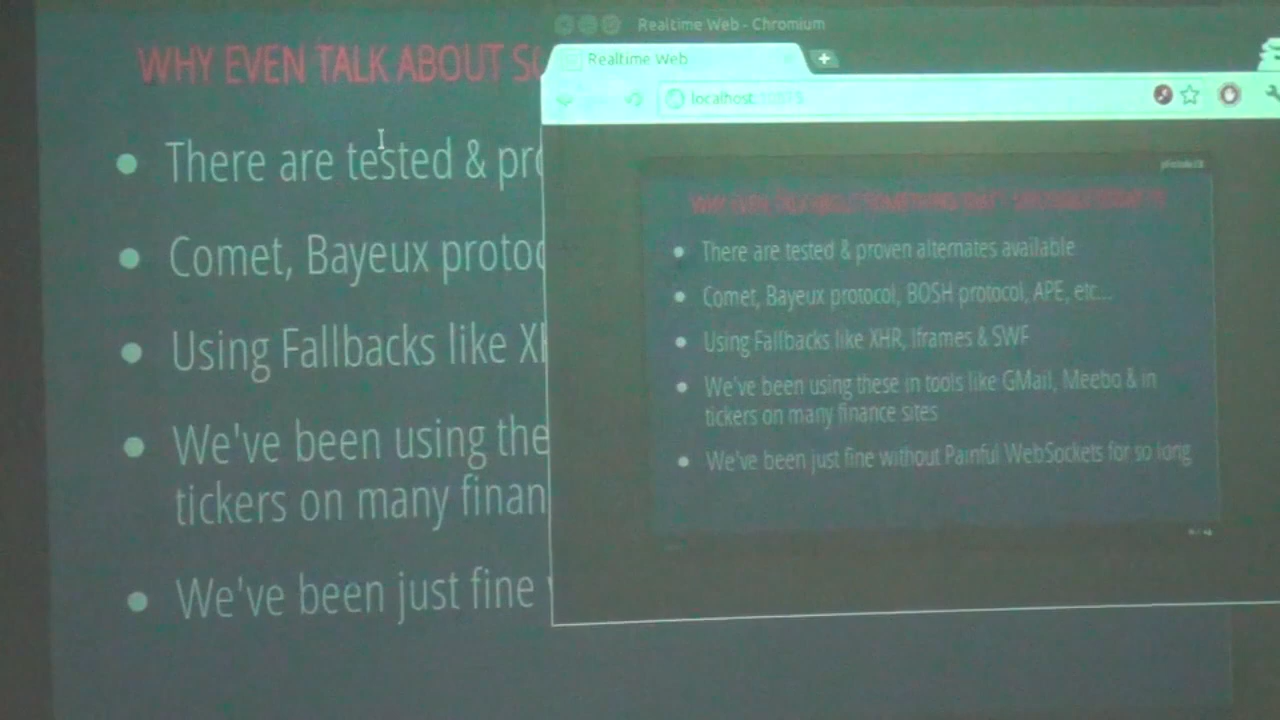 WHY EVEN TALK ABOUT
There are tested &
Comet, Bayeux
Using Fallbacks like
We've been using
tickers on many
We've been just fine
Realtime Web - Chromium
Realtime Web
+
localhost
There are tested & proven alternates available
Comet, Bayeux protocol, BOSH protocol, APE, etc...
Using Fallbacks like XHR, Iframes & SWF
We've been using these in tools like GMail, Meebo & in
tickers on many finance sites
We've been just fine without Painful WebSockets for so long